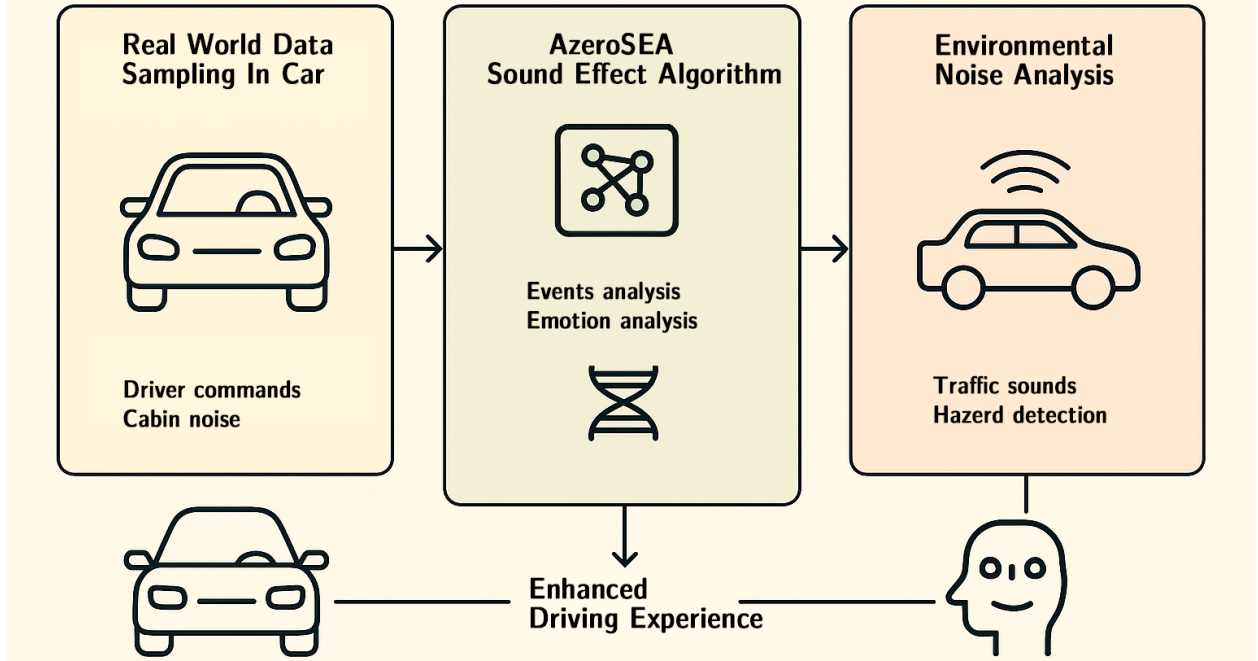 Real World Data
Sampling In Car
Driver commands
Cabin noise
AzeroSEA
Sound Effect Algorithm
Events analysis
Emotion analysis
Environmental
Noise Analysis
Traffic sounds
Hazerd detection
Enhanced
Driving Experience